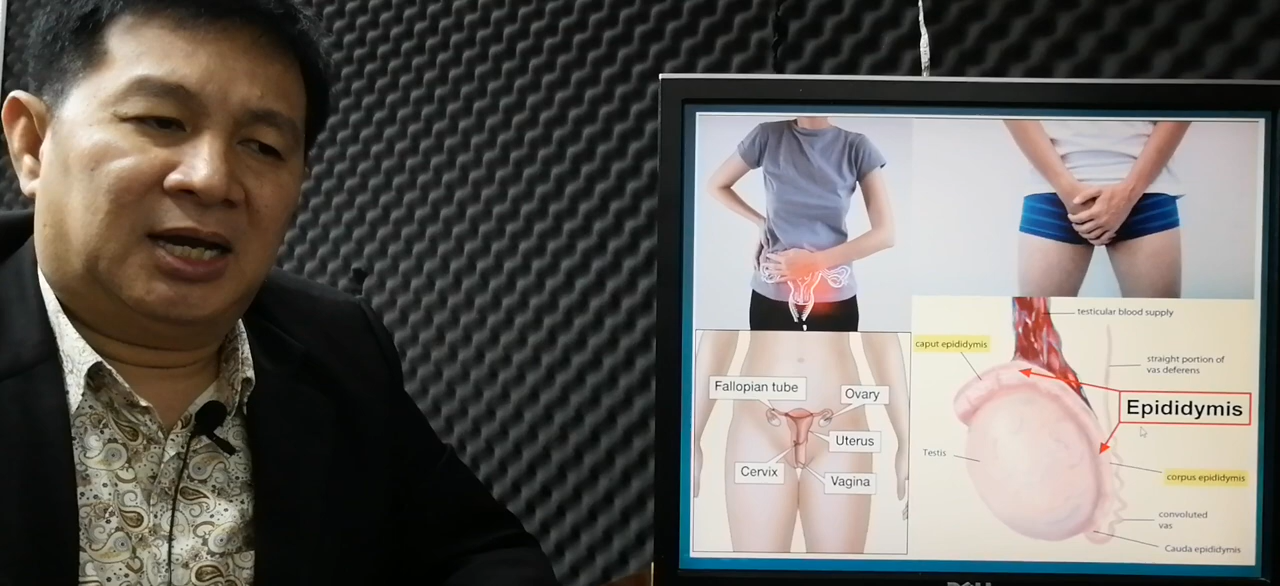 testicular blood supply
caput epididymis
straight portion of
vas deferens
Epididymis
Testis
corpus epididymis
convoluted
vas
Cauda epididymis
Fallopian tube
Ovary
Uterus
Cervix
Vagina